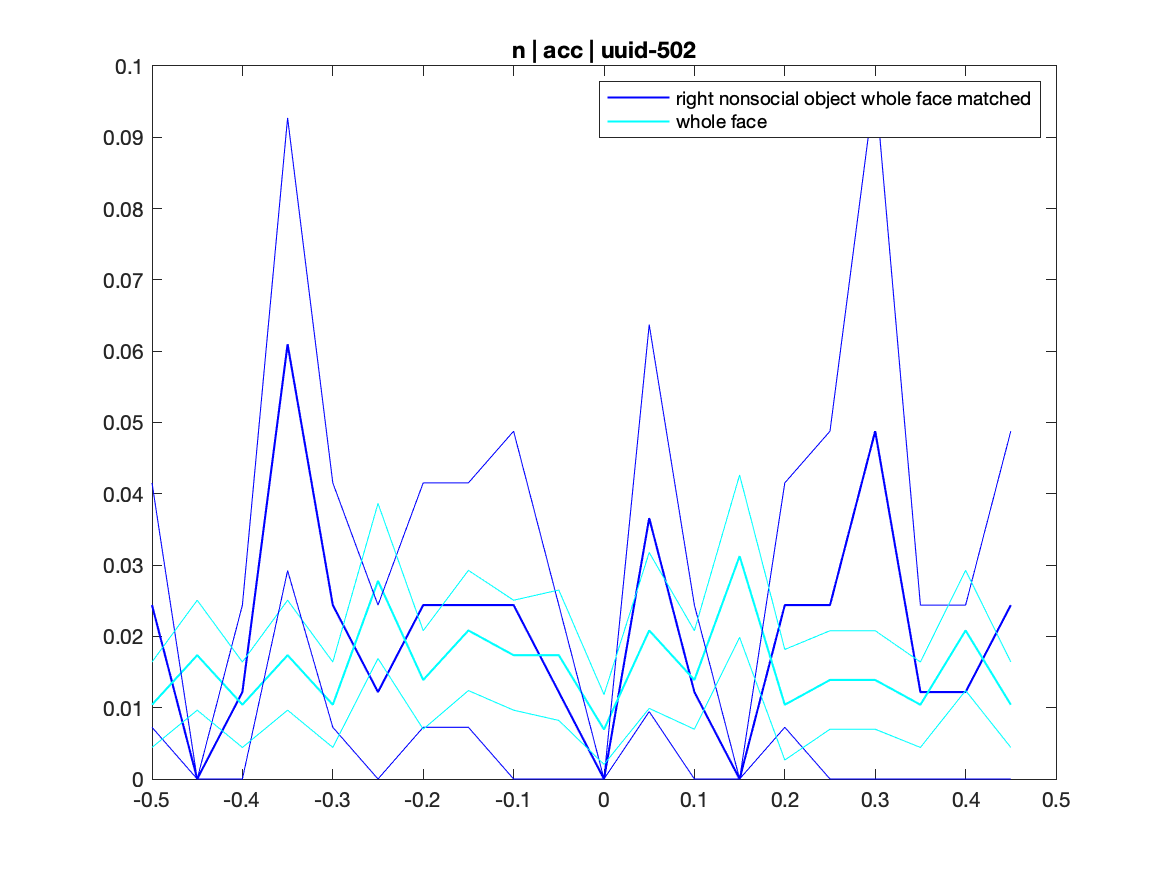 n | acc | uuid-502
right nonsocial object whole face matched
whole face
0.1
0.09
0.08
0.07
0.06
0.05
0.04
0.03
0.02
0.01
0
-0.5 -0.4 -0.3 -0.2 -0.1 0 0.1 0.2 0.3 0.4 0.5